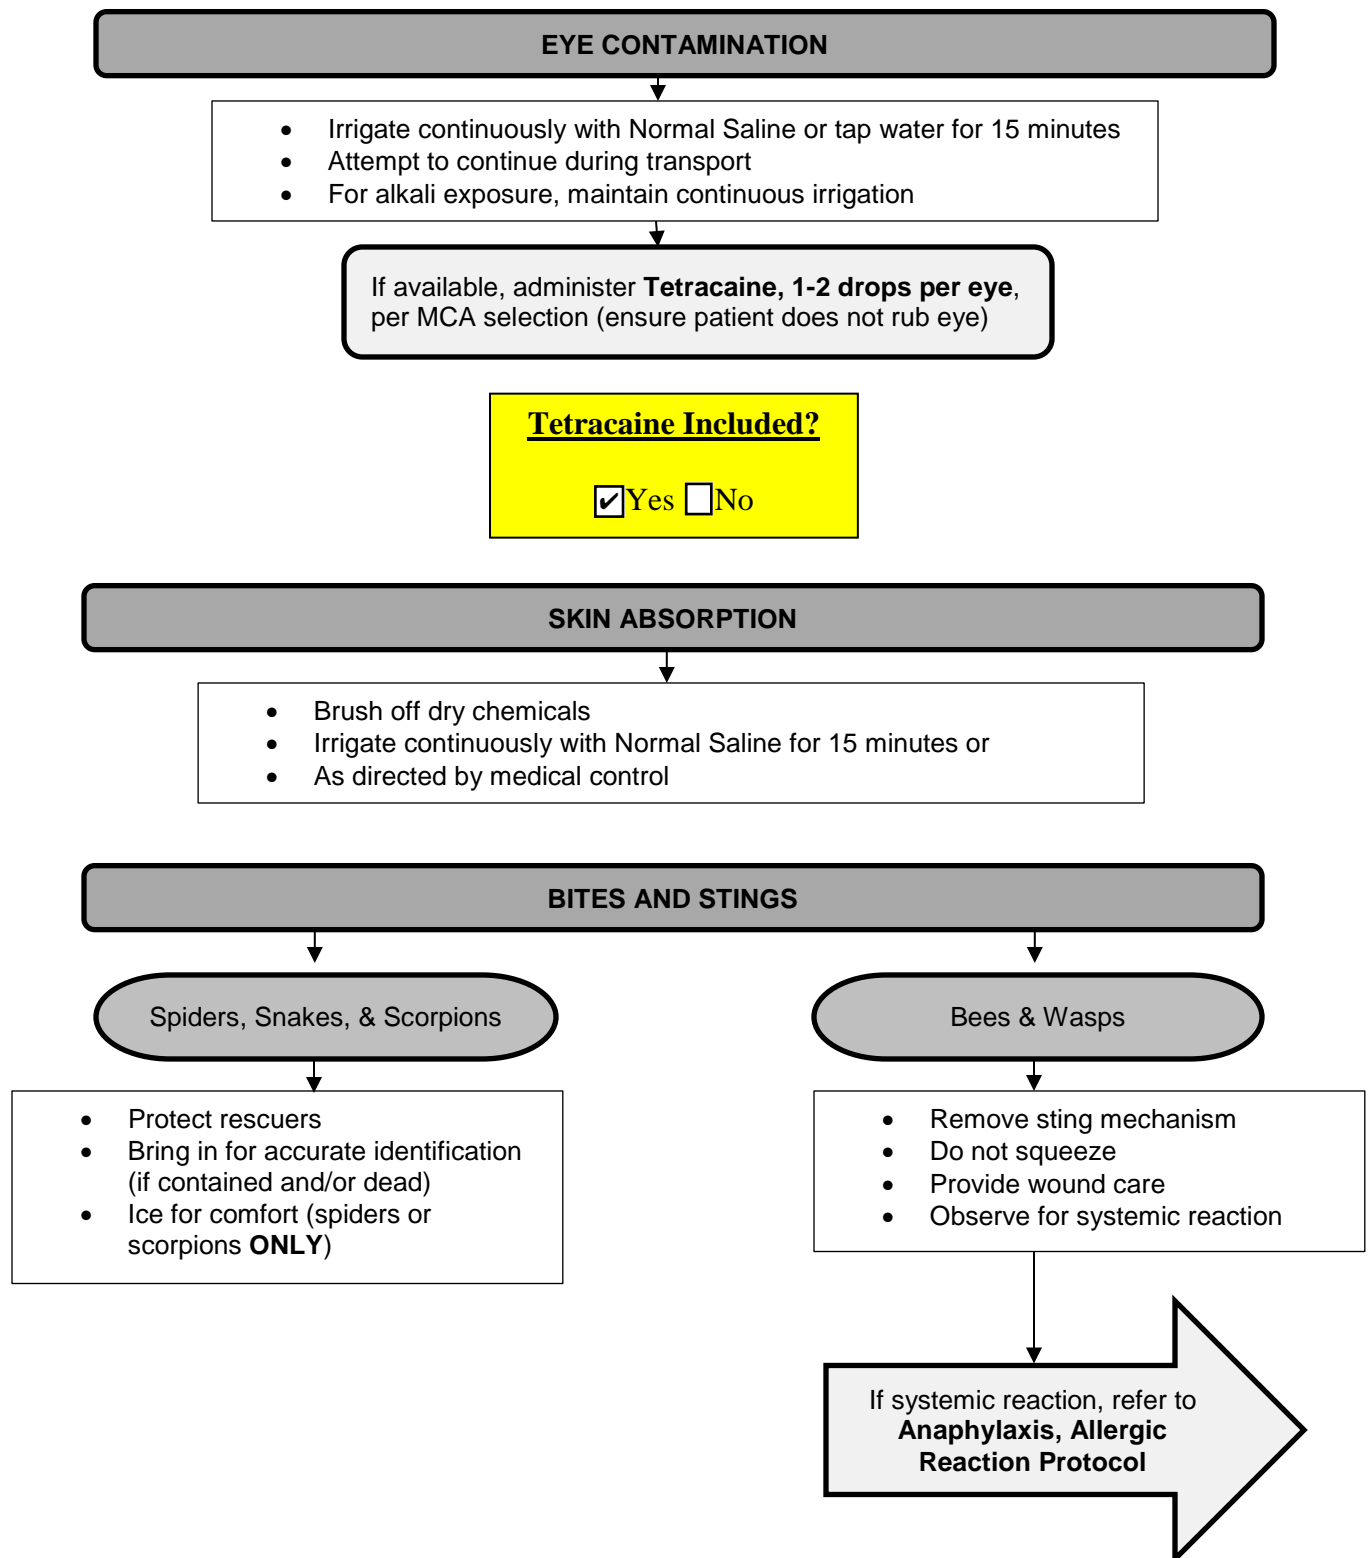 EYE CONTAMINATION
• Irrigate continuously with Normal Saline or tap water for 15 minutes
• Attempt to continue during transport
• For alkali exposure, maintain continuous irrigation
If available, administer Tetracaine, 1-2 drops per eye,
per MCA selection (ensure patient does not rub eye)
Tetracaine Included?
☑Yes ☐No
SKIN ABSORPTION
• Brush off dry chemicals
• Irrigate continuously with Normal Saline for 15 minutes or
• As directed by medical control
BITES AND STINGS
Spiders, Snakes, & Scorpions
• Protect rescuers
• Bring in for accurate identification
(if contained and/or dead)
• Ice for comfort (spiders or
scorpions ONLY)
Bees & Wasps
• Remove sting mechanism
• Do not squeeze
• Provide wound care
• Observe for systemic reaction
If systemic reaction, refer to
Anaphylaxis, Allergic
Reaction Protocol